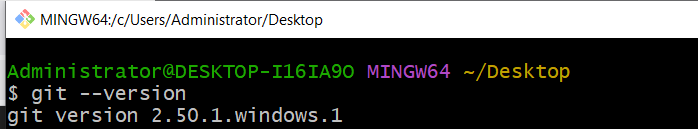 MINGW64:/c/Users/Administrator/Desktop
Administrator@DESKTOP-I16IA9O MINGW64 ~/Desktop
$ git --version
git version 2.50.1.windows.1